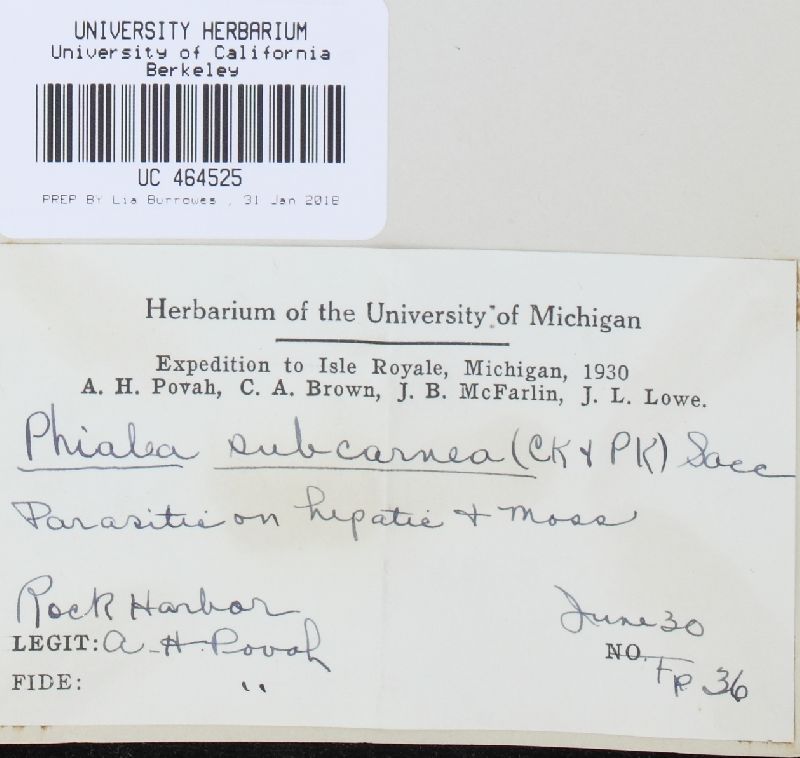 UNIVERSITY HERBARIUM
University of California
Berkeley
UC 464525
PREP BY Lia Burrowes , 31 Jan 2018
Herbarium of the University of Michigan
Expedition to Isle Royale, Michigan, 1930
A. H. Povah, C. A. Brown, J. B. McFarlin, J. L. Lowe.
Phialea subcarnea (CK & PK) Sacc
Parasitic on hepatic & moss
Rock Harbor June 30
LEGIT: A. H. Povah NO. Fp 36
FIDE: "